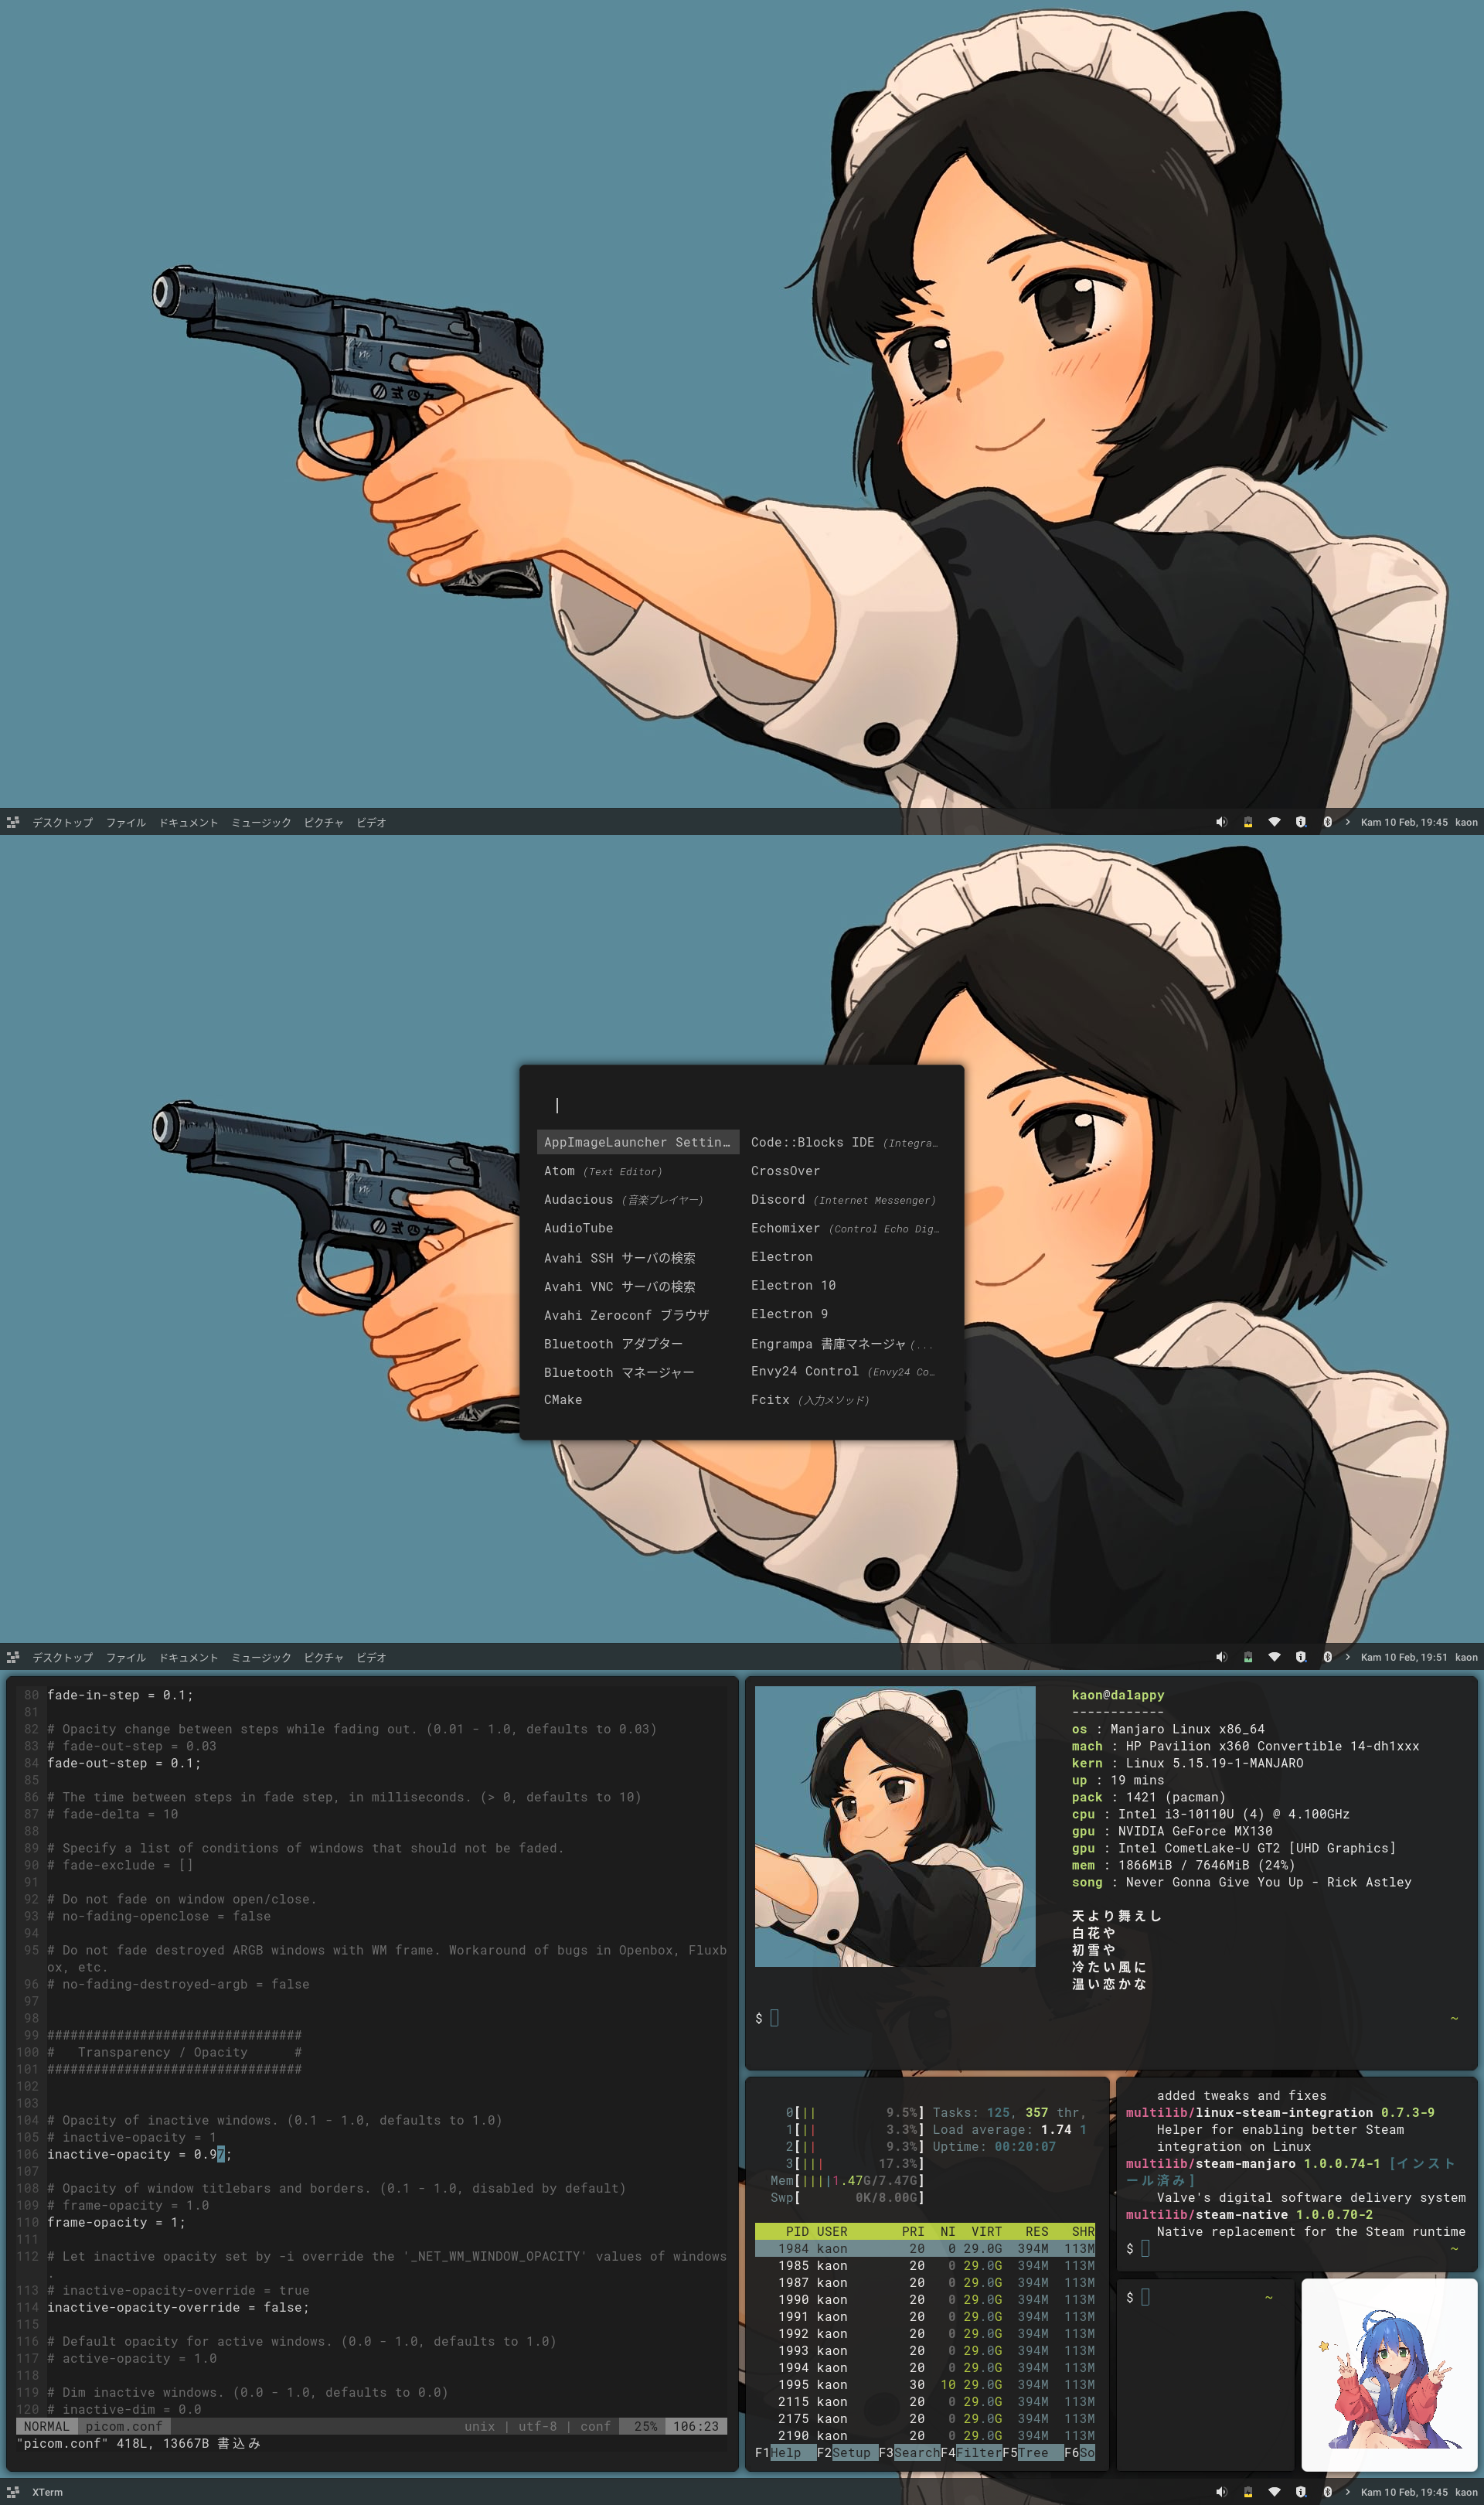 デスクトップ ファイル ドキュメント ミュージック ピクチャ ビデオ
Kam 10 Feb, 19:45 kaon
AppImageLauncher Settin…
Atom (Text Editor)
Audacious (音楽プレイヤー)
AudioTube
Avahi SSH サーバの検索
Avahi VNC サーバの検索
Avahi Zeroconf ブラウザ
Bluetooth アダプター
Bluetooth マネージャー
CMake
Code::Blocks IDE (Integra…
CrossOver
Discord (Internet Messenger)
Echomixer (Control Echo Dig…
Electron
Electron 10
Electron 9
Engrampa 書庫マネージャ (...
Envy24 Control (Envy24 Co…
Fcitx (入力メソッド)
デスクトップ ファイル ドキュメント ミュージック ピクチャ ビデオ
Kam 10 Feb, 19:51 kaon
80 fade-in-step = 0.1;
81
82 # Opacity change between steps while fading out. (0.01 - 1.0, defaults to 0.03)
83 # fade-out-step = 0.03
84 fade-out-step = 0.1;
85
86 # The time between steps in fade step, in milliseconds. (> 0, defaults to 10)
87 # fade-delta = 10
88
89 # Specify a list of conditions of windows that should not be faded.
90 # fade-exclude = []
91
92 # Do not fade on window open/close.
93 # no-fading-openclose = false
94
95 # Do not fade destroyed ARGB windows with WM frame. Workaround of bugs in Openbox, Fluxb
ox, etc.
96 # no-fading-destroyed-argb = false
97
98
99 #################################
100 #   Transparency / Opacity      #
101 #################################
102
103
104 # Opacity of inactive windows. (0.1 - 1.0, defaults to 1.0)
105 # inactive-opacity = 1
106 inactive-opacity = 0.97;
107
108 # Opacity of window titlebars and borders. (0.1 - 1.0, disabled by default)
109 # frame-opacity = 1.0
110 frame-opacity = 1;
111
112 # Let inactive opacity set by -i override the '_NET_WM_WINDOW_OPACITY' values of windows
.
113 # inactive-opacity-override = true
114 inactive-opacity-override = false;
115
116 # Default opacity for active windows. (0.0 - 1.0, defaults to 1.0)
117 # active-opacity = 1.0
118
119 # Dim inactive windows. (0.0 - 1.0, defaults to 0.0)
120 # inactive-dim = 0.0
NORMAL picom.conf unix | utf-8 | conf 25% 106:23
"picom.conf" 418L, 13667B 書込み
kaon@dalappy
------------
os : Manjaro Linux x86_64
mach : HP Pavilion x360 Convertible 14-dh1xxx
kern : Linux 5.15.19-1-MANJARO
up : 19 mins
pack : 1421 (pacman)
cpu : Intel i3-10110U (4) @ 4.100GHz
gpu : NVIDIA GeForce MX130
gpu : Intel CometLake-U GT2 [UHD Graphics]
mem : 1866MiB / 7646MiB (24%)
song : Never Gonna Give You Up - Rick Astley
天より舞えし
白花や
初雪や
冷たい風に
温い恋かな
$ ~
0[|| 9.5%] Tasks: 125, 357 thr,
1[|| 3.3%] Load average: 1.74 1
2[|| 9.3%] Uptime: 00:20:07
3[||| 17.3%]
Mem[|||||1.47G/7.47G]
Swp[ 0K/8.00G]
PID USER PRI NI VIRT RES SHR
1984 kaon 20 0 29.0G 394M 113M
1985 kaon 20 0 29.0G 394M 113M
1987 kaon 20 0 29.0G 394M 113M
1990 kaon 20 0 29.0G 394M 113M
1991 kaon 20 0 29.0G 394M 113M
1992 kaon 20 0 29.0G 394M 113M
1993 kaon 20 0 29.0G 394M 113M
1994 kaon 20 0 29.0G 394M 113M
1995 kaon 30 10 29.0G 394M 113M
2115 kaon 20 0 29.0G 394M 113M
2175 kaon 20 0 29.0G 394M 113M
2190 kaon 20 0 29.0G 394M 113M
F1Help F2Setup F3SearchF4FilterF5Tree F6So
added tweaks and fixes
multilib/linux-steam-integration 0.7.3-9
Helper for enabling better Steam
integration on Linux
multilib/steam-manjaro 1.0.0.74-1 [インスト
ール済み]
Valve's digital software delivery system
multilib/steam-native 1.0.0.70-2
Native replacement for the Steam runtime
$ ~
$ ~
XTerm
Kam 10 Feb, 19:45 kaon